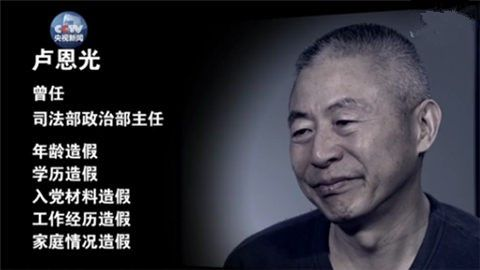 CCTV
央视新闻
卢恩光
曾任
司法部政治部主任
年龄造假
学历造假
入党材料造假
工作经历造假
家庭情况造假